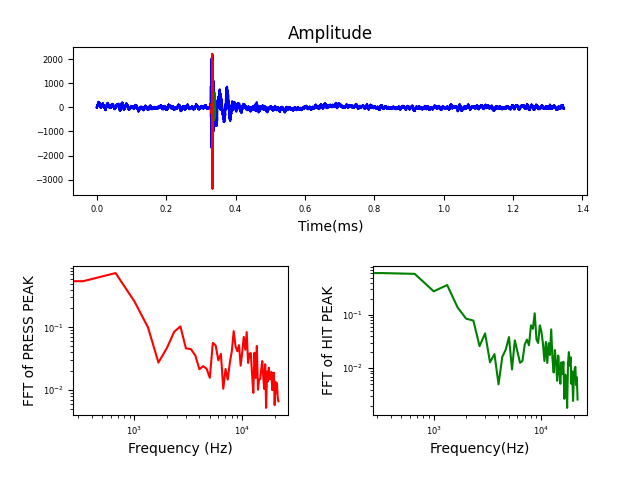 Amplitude
2000
1000
0
−1000
−2000
−3000
0.0 0.2 0.4 0.6 0.8 1.0 1.2 1.4
Time(ms)
FFT of PRESS PEAK
10⁻¹
10⁻²
10³ 10⁴
Frequency (Hz)
FFT of HIT PEAK
10⁻¹
10⁻²
10³ 10⁴
Frequency(Hz)